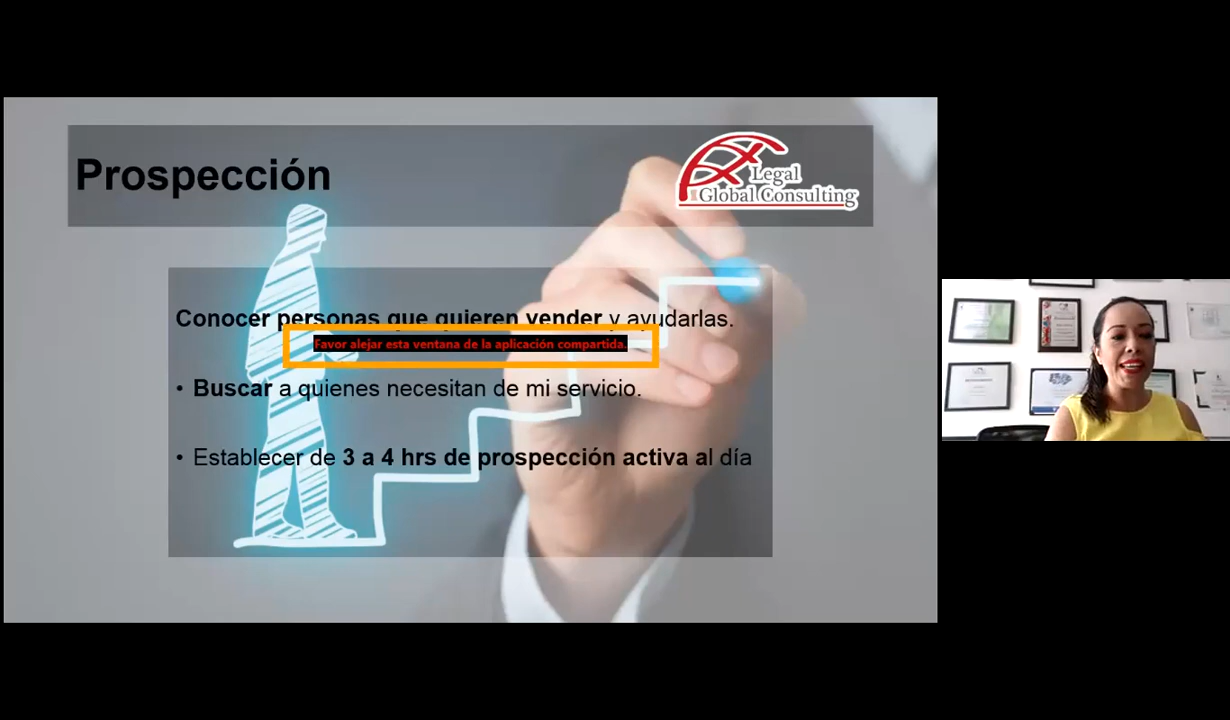 Prospección
Legal
Global Consulting
Conocer personas que quieren vender y ayudarlas.
Favor alejar esta ventana de la aplicación compartida.
• Buscar a quienes necesitan de mi servicio.
• Establecer de 3 a 4 hrs de prospección activa al día